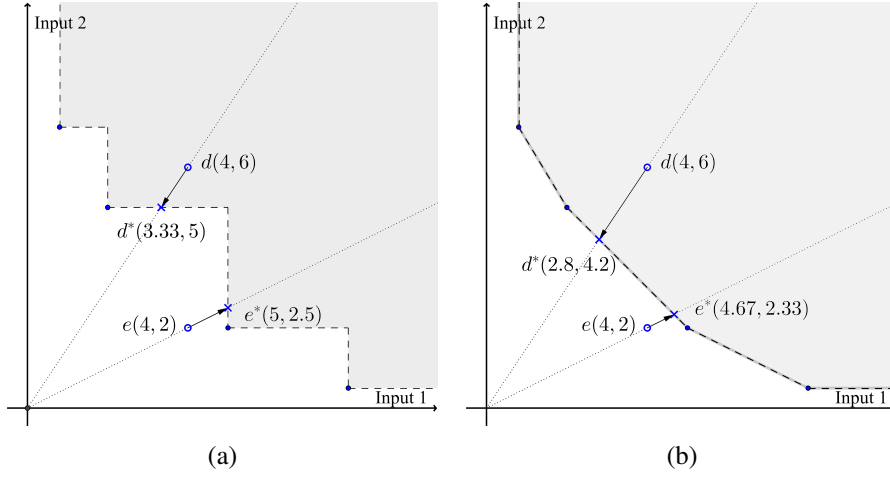 Input 2
d(4, 6)
d*(3.33, 5)
e*(5, 2.5)
e(4, 2)
Input 1
(a)
Input 2
d(4, 6)
d*(2.8, 4.2)
e*(4.67, 2.33)
e(4, 2)
Input 1
(b)